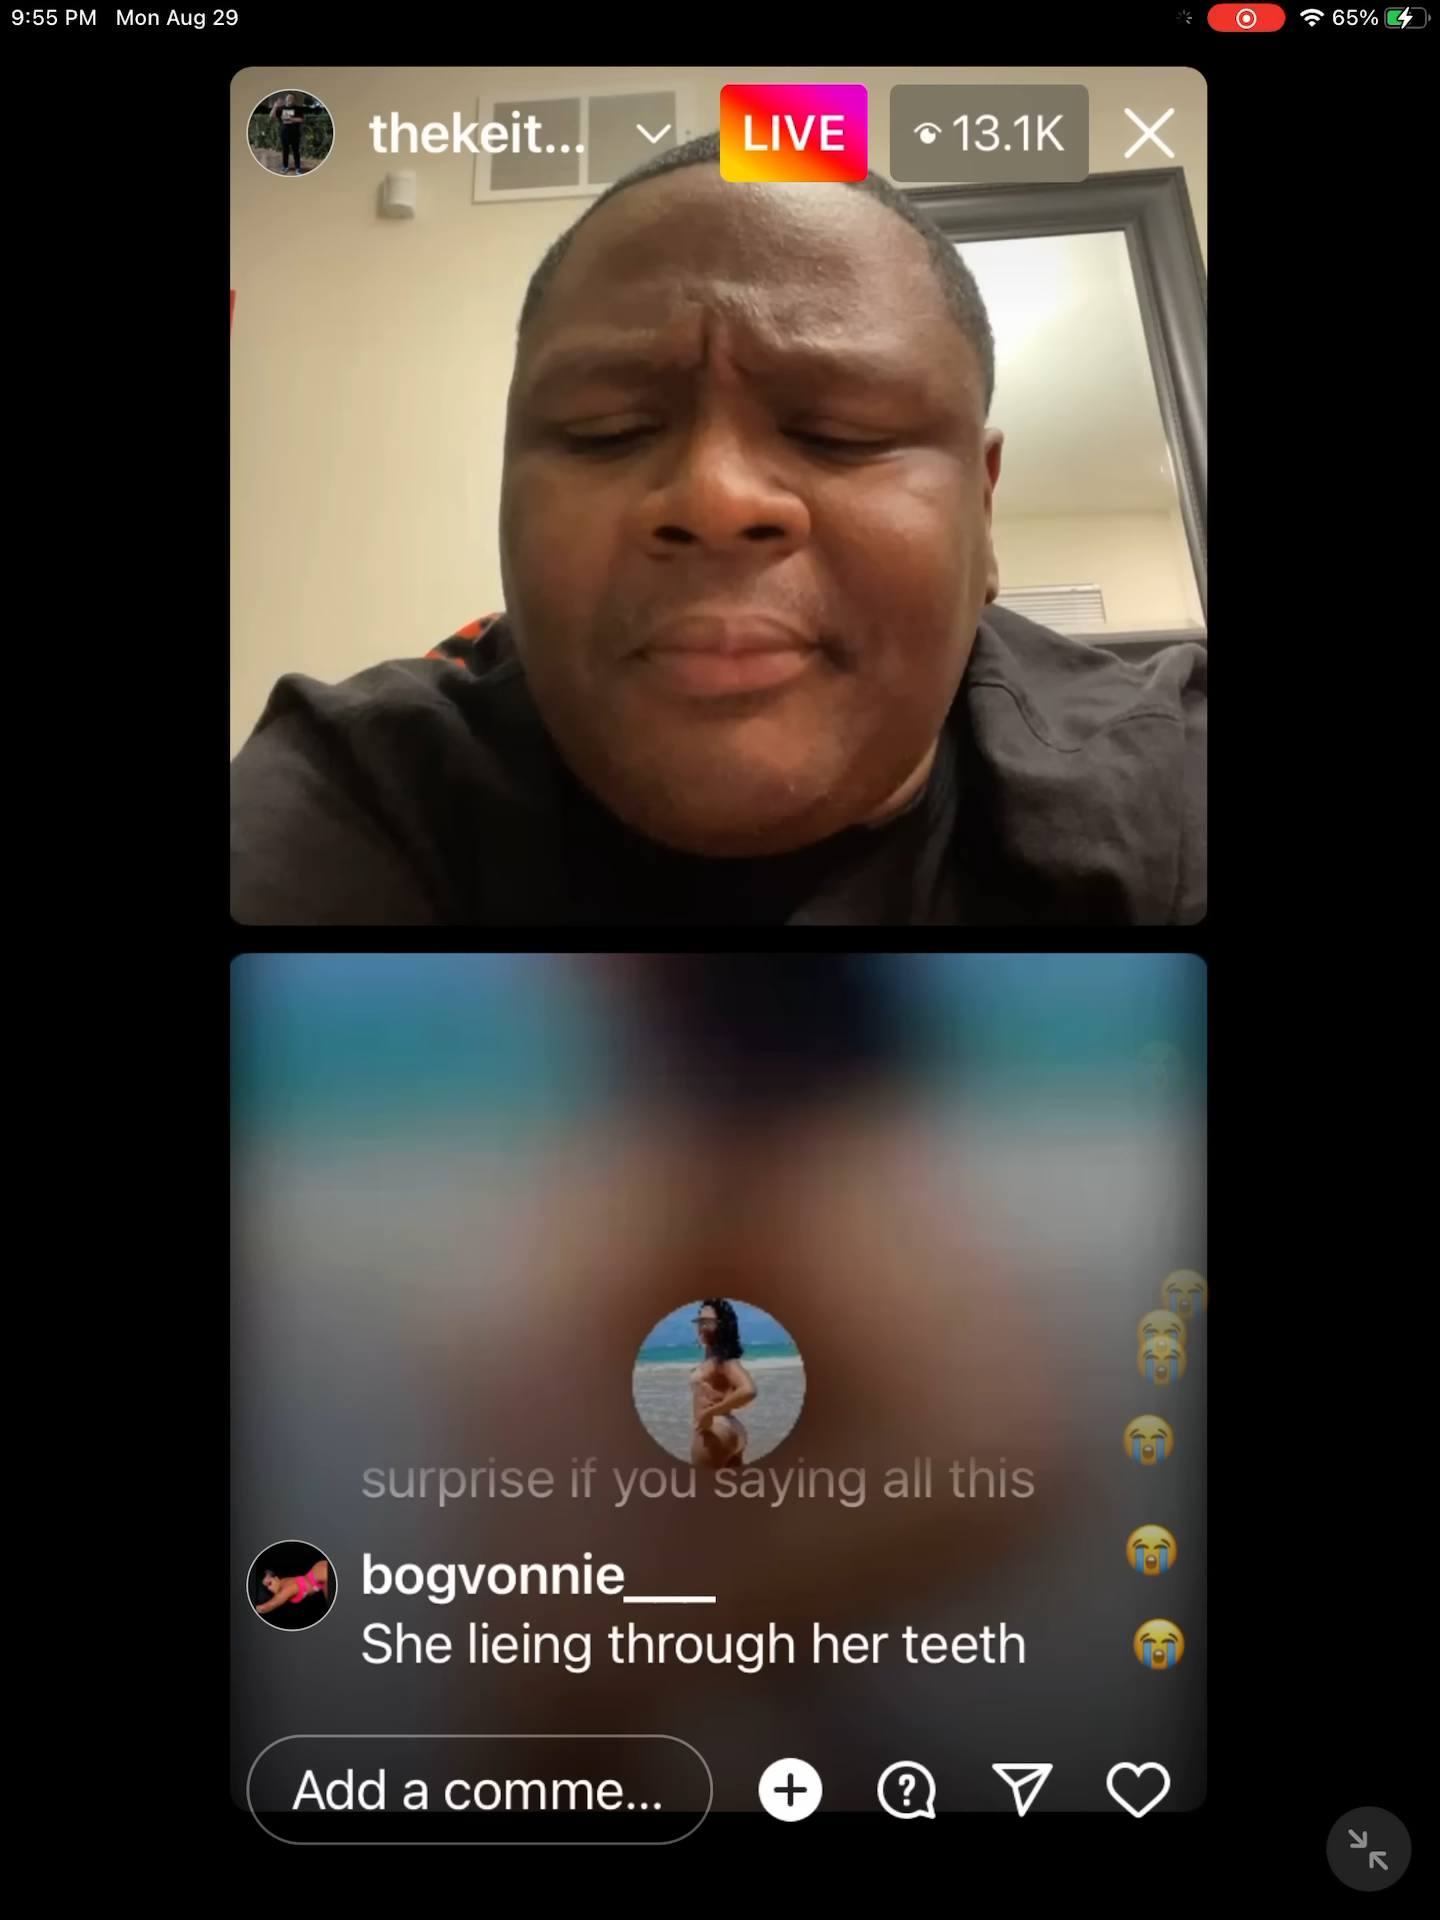 9:55 PM Mon Aug 29
65%
thekeit...
LIVE
13.1K
surprise if you saying all this
bogvonnie____
She lieing through her teeth
Add a comme...